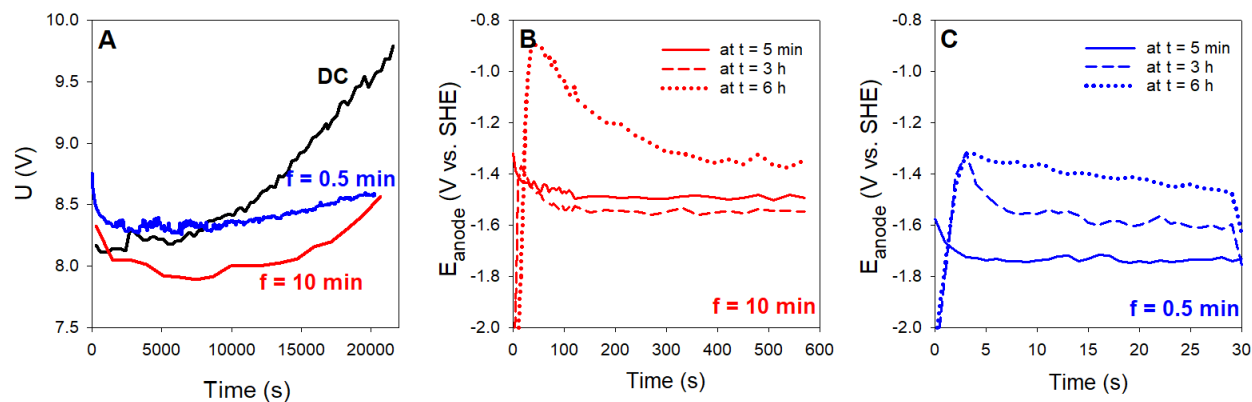 A
DC
f = 0.5 min
f = 10 min
10.0
9.5
9.0
8.5
8.0
7.5
U (V)
0 5000 10000 15000 20000
Time (s)
B
at t = 5 min
at t = 3 h
at t = 6 h
f = 10 min
-0.8
-1.0
-1.2
-1.4
-1.6
-1.8
-2.0
Eanode (V vs. SHE)
0 100 200 300 400 500 600
Time (s)
C
at t = 5 min
at t = 3 h
at t = 6 h
f = 0.5 min
-0.8
-1.0
-1.2
-1.4
-1.6
-1.8
-2.0
Eanode (V vs. SHE)
0 5 10 15 20 25 30
Time (s)